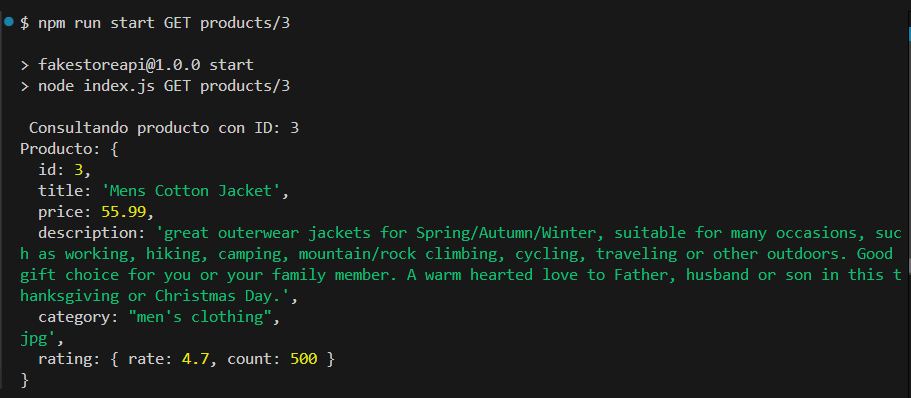 $ npm run start GET products/3
> fakestoreapi@1.0.0 start
> node index.js GET products/3
Consultando producto con ID: 3
Producto: {
id: 3,
title: 'Mens Cotton Jacket',
price: 55.99,
description: 'great outerwear jackets for Spring/Autumn/Winter, suitable for many occasions, suc
h as working, hiking, camping, mountain/rock climbing, cycling, traveling or other outdoors. Good
gift choice for you or your family member. A warm hearted love to Father, husband or son in this t
hanksgiving or Christmas Day.',
category: "men's clothing",
jpg',
rating: { rate: 4.7, count: 500 }
}